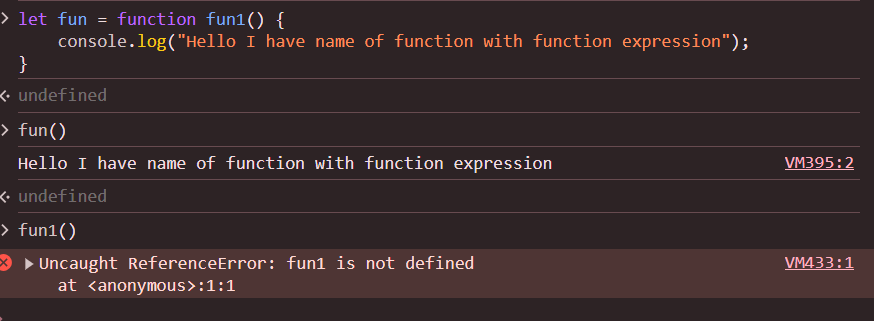 let fun = function fun1() {
    console.log("Hello I have name of function with function expression");
}
undefined
fun()
Hello I have name of function with function expression VM395:2
undefined
fun1()
Uncaught ReferenceError: fun1 is not defined VM433:1
    at <anonymous>:1:1